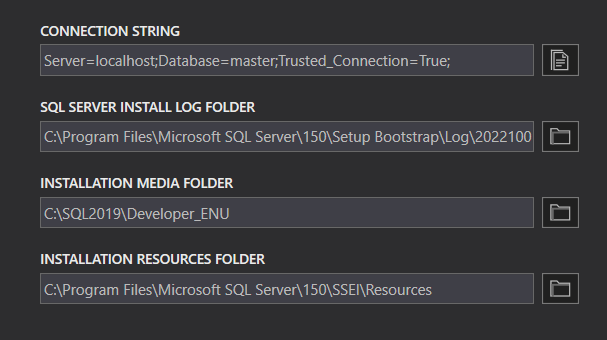 CONNECTION STRING
Server=localhost;Database=master;Trusted_Connection=True;
SQL SERVER INSTALL LOG FOLDER
C:\Program Files\Microsoft SQL Server\150\Setup Bootstrap\Log\2022100
INSTALLATION MEDIA FOLDER
C:\SQL2019\Developer_ENU
INSTALLATION RESOURCES FOLDER
C:\Program Files\Microsoft SQL Server\150\SSEI\Resources